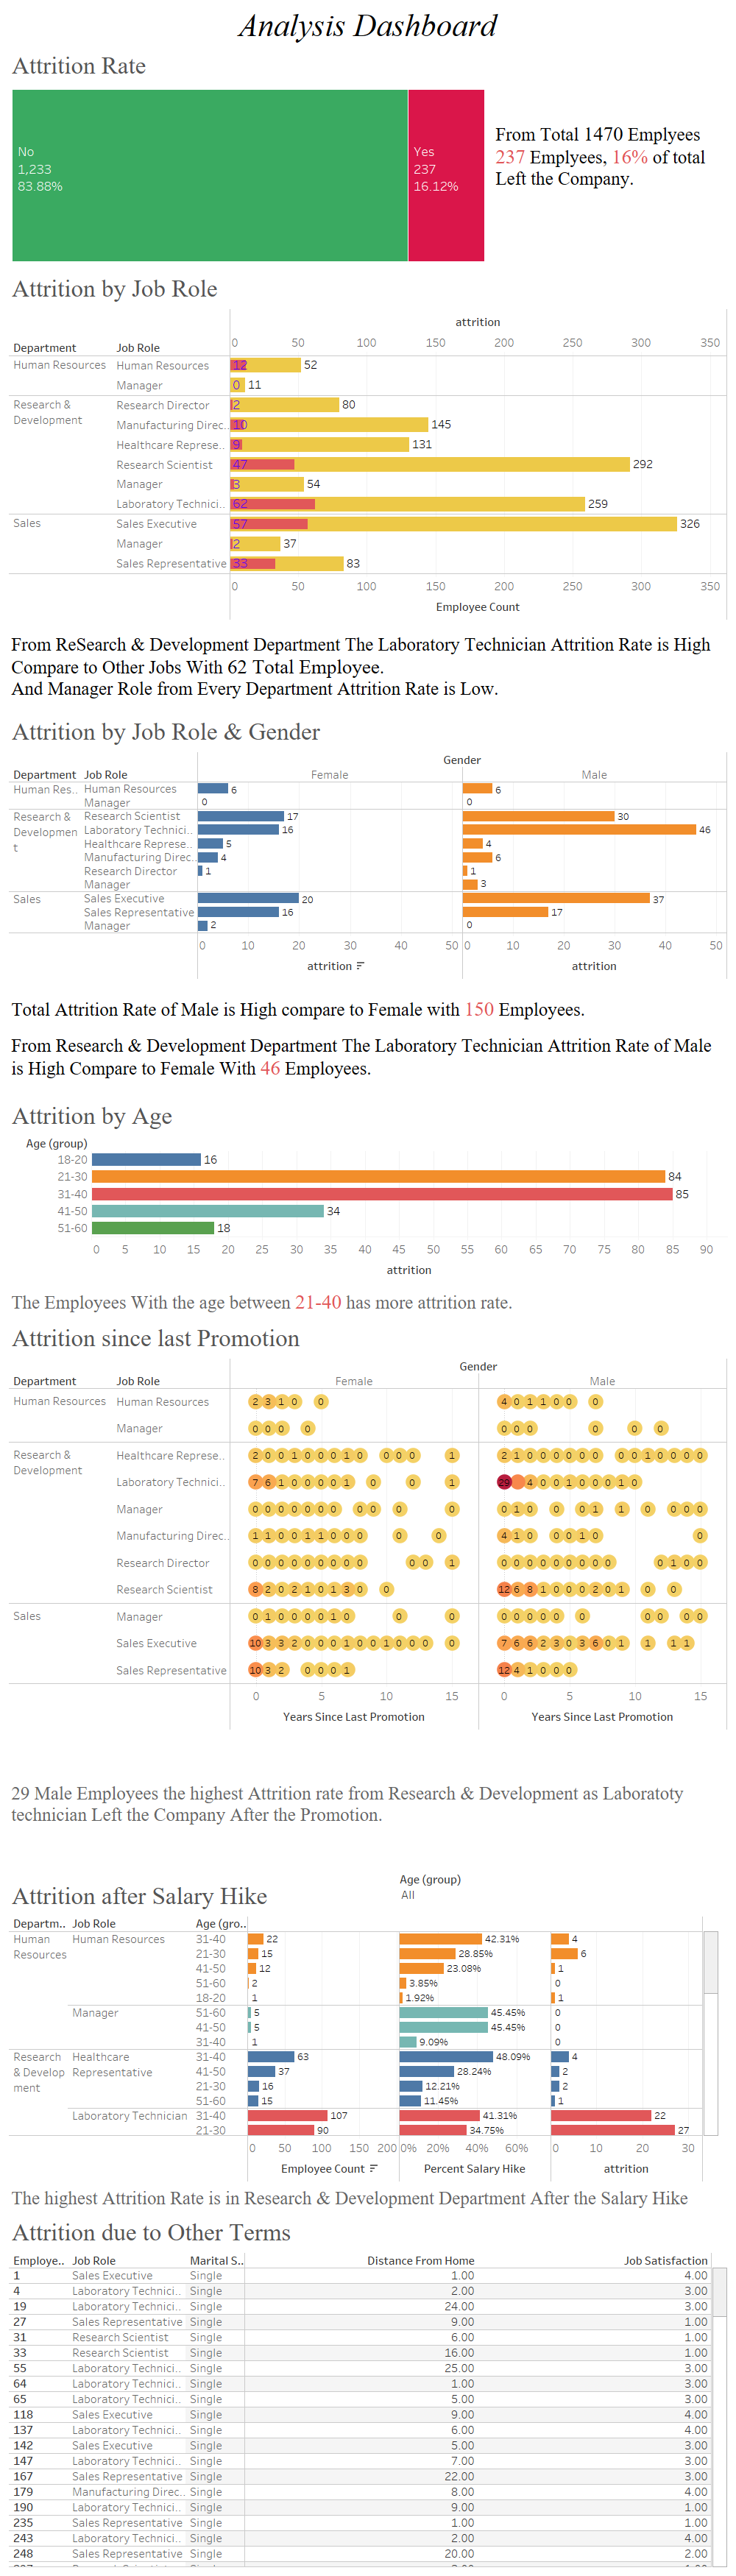 Analysis Dashboard
Attrition Rate
No
1,233
83.88%
Yes
237
16.12%
From Total 1470 Emplyees
237 Emplyees, 16% of total
Left the Company.
Attrition by Job Role
attrition
Department Job Role 0 50 100 150 200 250 300 350
Human Resources Human Resources 12 52
Manager 0 11
Research & Development Research Director 2 80
Manufacturing Direc.. 10 145
Healthcare Represe.. 9 131
Research Scientist 47 292
Manager 3 54
Laboratory Technici.. 62 259
Sales Sales Executive 57 326
Manager 2 37
Sales Representative 33 83
0 50 100 150 200 250 300 350
Employee Count
From ReSearch & Development Department The Laboratory Technician Attrition Rate is High
Compare to Other Jobs With 62 Total Employee.
And Manager Role from Every Department Attrition Rate is Low.
Attrition by Job Role & Gender
Gender
Department Job Role Female Male
Human Res.. Human Resources 6 6
Manager 0 0
Research & Developmen t Research Scientist 17 30
Laboratory Technici.. 16 46
Healthcare Represe.. 5 4
Manufacturing Direc.. 4 6
Research Director 1 1
Manager 3
Sales Sales Executive 20 37
Sales Representative 16 17
Manager 2 0
0 10 20 30 40 50 0 10 20 30 40 50
attrition attrition
Total Attrition Rate of Male is High compare to Female with 150 Employees.
From Research & Development Department The Laboratory Technician Attrition Rate of Male
is High Compare to Female With 46 Employees.
Attrition by Age
Age (group)
18-20 16
21-30 84
31-40 85
41-50 34
51-60 18
0 5 10 15 20 25 30 35 40 45 50 55 60 65 70 75 80 85 90
attrition
The Employees With the age between 21-40 has more attrition rate.
Attrition since last Promotion
Gender
Department Job Role Female Male
Human Resources Human Resources 2 3 1 0 0 4 0 1 1 0 0 0
Manager 0 0 0 0 0 0 0 0 0 0
Research & Development Healthcare Represe.. 2 0 0 1 0 0 0 1 0 0 0 0 1 2 1 0 0 0 0 0 0 0 0 1 0 0 0 0
Laboratory Technici.. 7 6 1 0 0 0 0 1 0 0 1 29 4 0 0 1 0 0 0 1 0
Manager 0 0 0 0 0 0 0 0 0 0 0 0 1 0 0 0 1 1 0 0 0 0
Manufacturing Direc.. 1 1 0 0 1 1 0 0 0 0 0 4 1 0 0 0 1 0 0
Research Director 0 0 0 0 0 0 0 0 0 0 0 1 0 0 0 0 0 0 0 0 0 0 1 0 0
Research Scientist 8 2 0 2 1 0 1 3 0 0 12 6 8 1 0 0 0 2 0 1 0 0
Sales Manager 0 1 0 0 0 0 1 0 0 0 0 0 0 0 0 0 0 0 0 0
Sales Executive 10 3 3 2 0 0 0 1 0 0 1 0 0 0 0 7 6 6 2 3 0 3 6 0 1 1 1 1
Sales Representative 10 3 2 0 0 0 1 12 4 1 0 0 0
0 5 10 15 0 5 10 15
Years Since Last Promotion Years Since Last Promotion
29 Male Employees the highest Attrition rate from Research & Development as Laboratoty
technician Left the Company After the Promotion.
Age (group)
All
Attrition after Salary Hike
Departm.. Job Role Age (gro..
Human Resources Human Resources 31-40 22 42.31% 4
21-30 15 28.85% 6
41-50 12 23.08% 1
51-60 2 3.85% 0
18-20 1 1.92% 1
Manager 51-60 5 45.45% 0
41-50 5 45.45% 0
31-40 1 9.09% 0
Research & Develop ment Healthcare Representative 31-40 63 48.09% 4
41-50 37 28.24% 2
21-30 16 12.21% 2
51-60 15 11.45% 1
Laboratory Technician 31-40 107 41.31% 22
21-30 90 34.75% 27
0 50 100 150 200 0% 20% 40% 60% 0 10 20 30
Employee Count Percent Salary Hike attrition
The highest Attrition Rate is in Research & Development Department After the Salary Hike
Attrition due to Other Terms
Employe.. Job Role Marital S.. Distance From Home Job Satisfaction
1 Sales Executive Single 1.00 4.00
4 Laboratory Technici.. Single 2.00 3.00
19 Laboratory Technici.. Single 24.00 3.00
27 Sales Representative Single 9.00 1.00
31 Research Scientist Single 6.00 1.00
33 Research Scientist Single 16.00 1.00
55 Laboratory Technici.. Single 25.00 3.00
64 Laboratory Technici.. Single 1.00 3.00
65 Laboratory Technici.. Single 5.00 3.00
118 Sales Executive Single 9.00 4.00
137 Laboratory Technici.. Single 6.00 4.00
142 Sales Executive Single 5.00 3.00
147 Laboratory Technici.. Single 7.00 3.00
167 Sales Representative Single 22.00 3.00
179 Manufacturing Direc.. Single 8.00 4.00
190 Laboratory Technici.. Single 9.00 1.00
235 Sales Representative Single 1.00 1.00
243 Laboratory Technici.. Single 2.00 4.00
248 Sales Representative Single 20.00 2.00